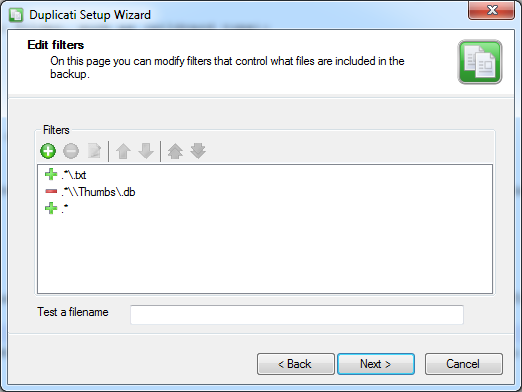 Duplicati Setup Wizard
Edit filters
On this page you can modify filters that control what files are included in the
backup.
Filters
.*\.txt
.*\\Thumbs\.db
.*
Test a filename
< Back
Next >
Cancel